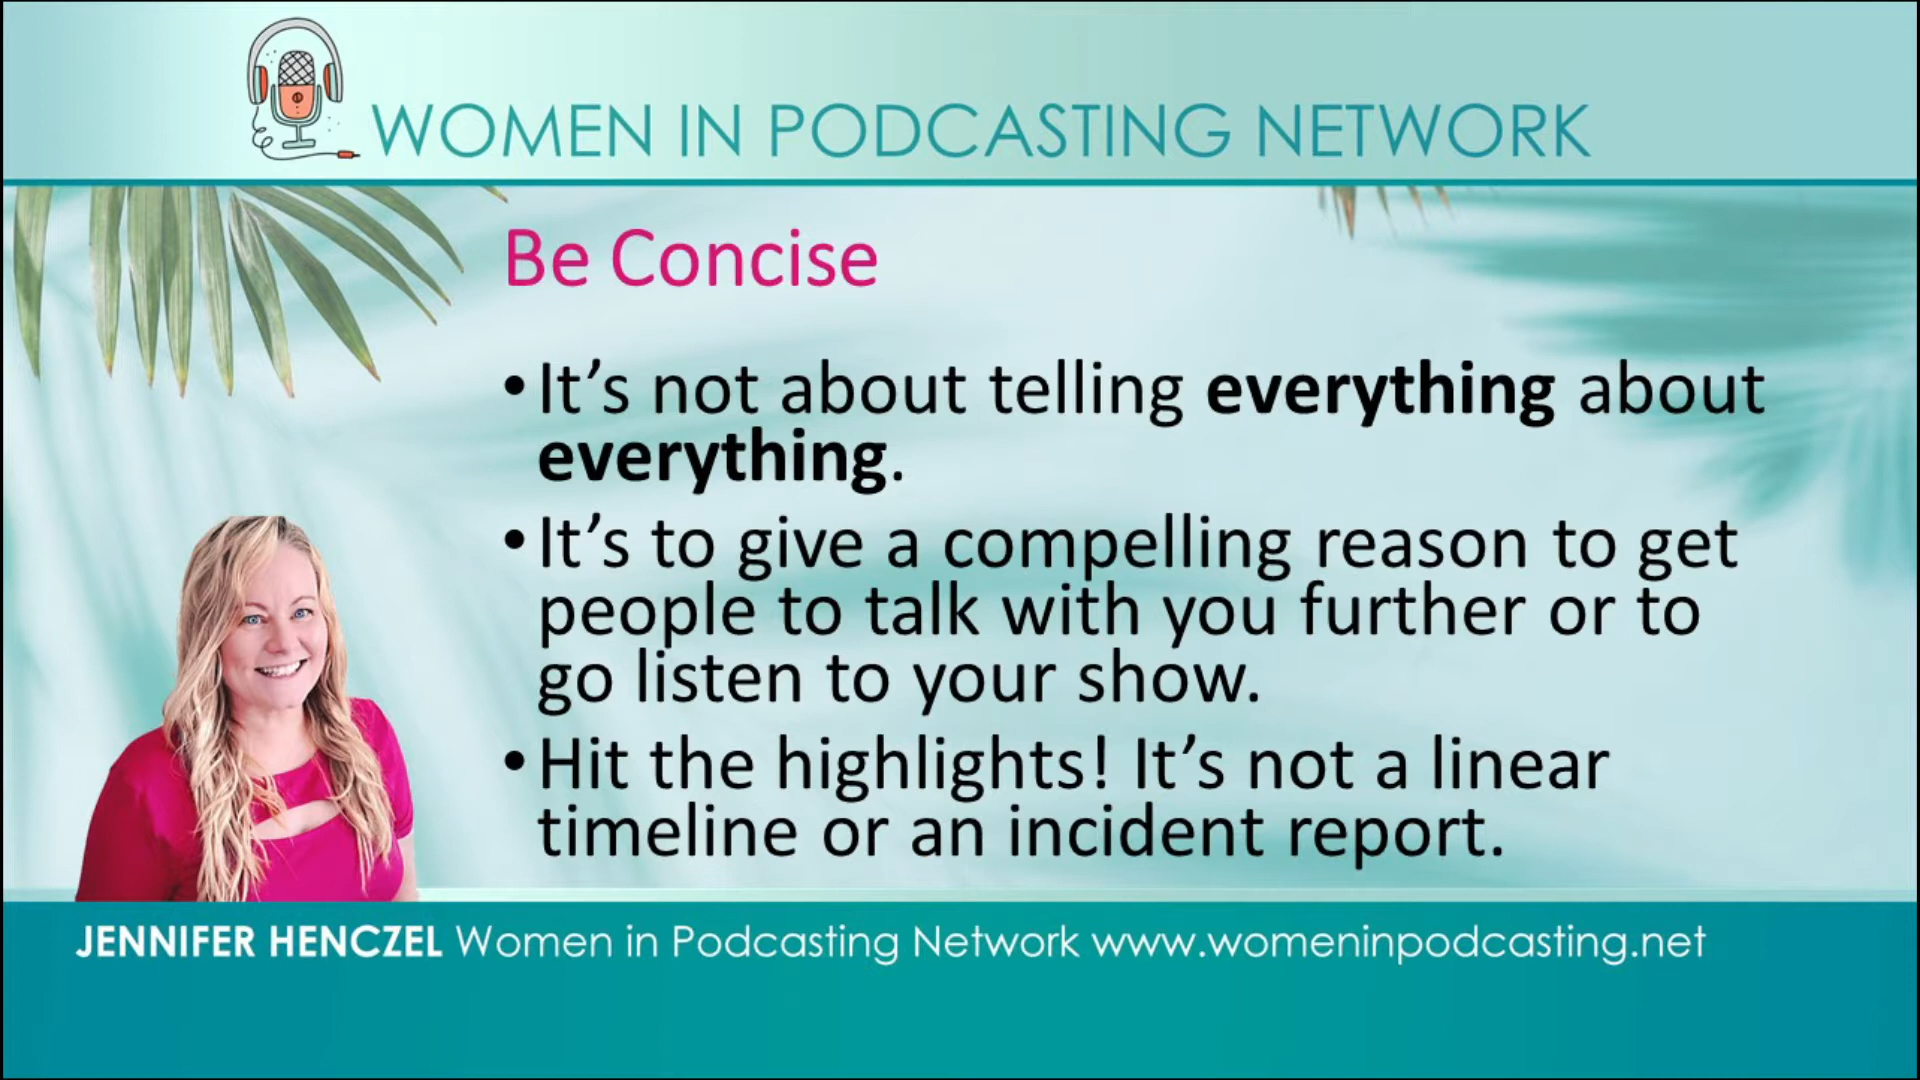 WOMEN IN PODCASTING NETWORK
Be Concise
•It’s not about telling everything about
everything.
•It’s to give a compelling reason to get
people to talk with you further or to
go listen to your show.
•Hit the highlights! It’s not a linear
timeline or an incident report.
JENNIFER HENCZEL Women in Podcasting Network www.womeninpodcasting.net